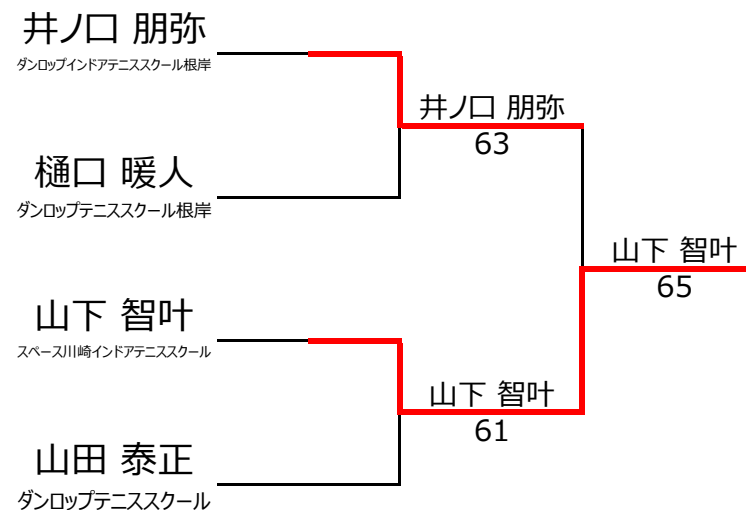 井ノ口 朋弥
ダンロップインドアテニススクール根岸
井ノ口 朋弥
63
樋口 暖人
ダンロップテニススクール根岸
山下 智叶
65
山下 智叶
スペース川崎インドアテニススクール
山下 智叶
61
山田 泰正
ダンロップテニススクール